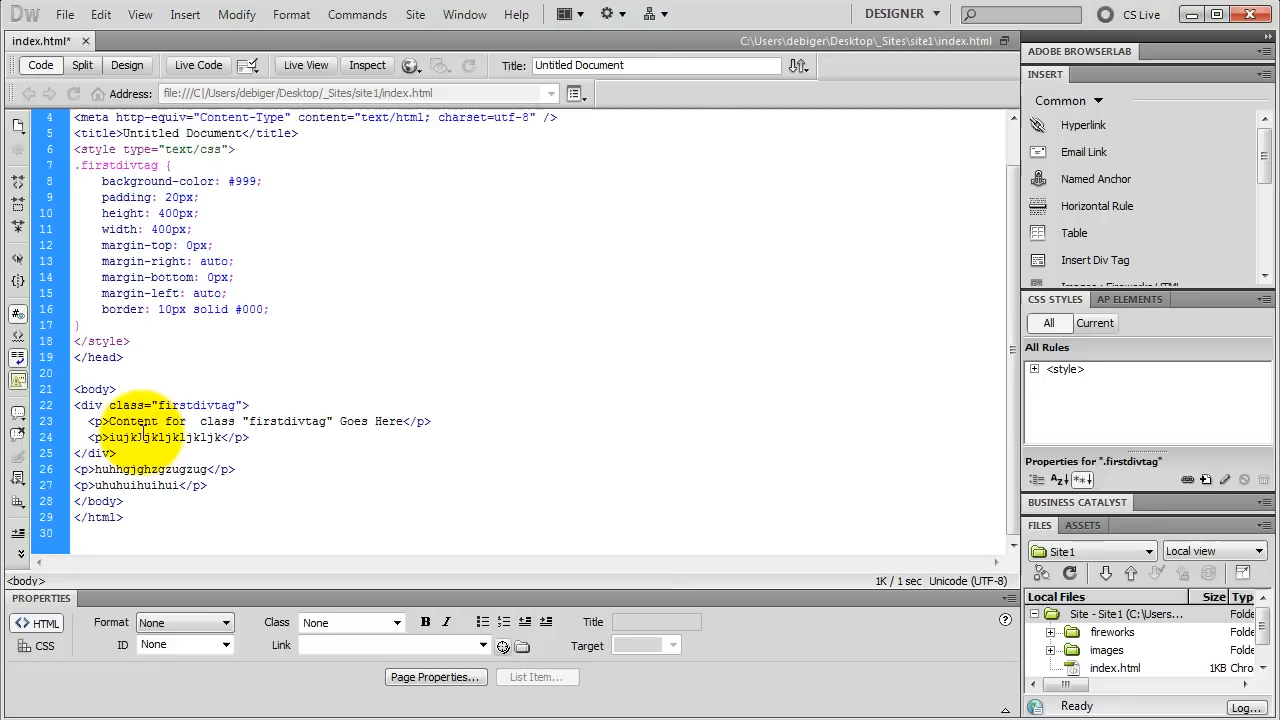 Dw File Edit View Insert Modify Format Commands Site Window Help DESIGNER CS Live
index.html* C:\Users\debiger\Desktop\_Sites\site1\index.html
Code Split Design Live Code Live View Inspect Title: Untitled Document
Address: file:///C|/Users/debiger/Desktop/_Sites/site1/index.html
4 <meta http-equiv="Content-Type" content="text/html; charset=utf-8" />
5 <title>Untitled Document</title>
6 <style type="text/css">
7 .firstdivtag {
8 background-color: #999;
9 padding: 20px;
10 height: 400px;
11 width: 400px;
12 margin-top: 0px;
13 margin-right: auto;
14 margin-bottom: 0px;
15 margin-left: auto;
16 border: 10px solid #000;
17 }
18 </style>
19 </head>
20
21 <body>
22 <div class="firstdivtag">
23 <p>Content for  class "firstdivtag" Goes Here</p>
24 <p>iujkljkljkljkljk</p>
25 </div>
26 <p>huhhgjghzgzugzug</p>
27 <p>uhuhuihuihui</p>
28 </body>
29 </html>
30
<body> 1K / 1 sec Unicode (UTF-8)
PROPERTIES
<> HTML Format None Class None B I Title
CSS ID None Link Target
Page Properties... List Item...
ADOBE BROWSERLAB
INSERT
Common
Hyperlink
Email Link
Named Anchor
Horizontal Rule
Table
Insert Div Tag
CSS STYLES AP ELEMENTS
All Current
All Rules
<style>
Properties for ".firstdivtag"
BUSINESS CATALYST
FILES ASSETS
Site1 Local view
Local Files Size Type
Site - Site1 (C:\Users... Folde
fireworks Folde
images Folde
index.html 1KB Chro
Ready Log...